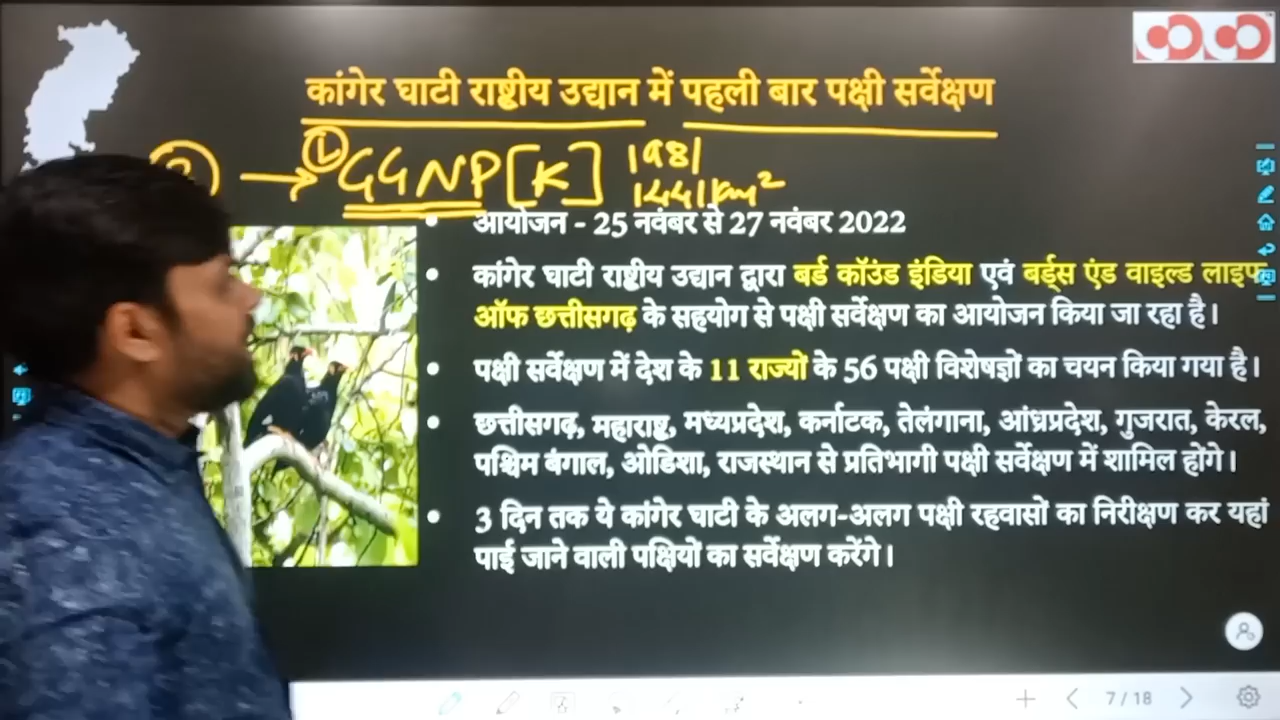 कांगेर घाटी राष्ट्रीय उद्यान में पहली बार पक्षी सर्वेक्षण
③ → ① GGNP [K] 1981
1441 km²
• आयोजन - 25 नवंबर से 27 नवंबर 2022
• कांगेर घाटी राष्ट्रीय उद्यान द्वारा बर्ड कॉउंड इंडिया एवं बर्ड्स एंड वाइल्ड लाइफ
ऑफ छत्तीसगढ़ के सहयोग से पक्षी सर्वेक्षण का आयोजन किया जा रहा है।
• पक्षी सर्वेक्षण में देश के 11 राज्यों के 56 पक्षी विशेषज्ञों का चयन किया गया है।
• छत्तीसगढ़, महाराष्ट्र, मध्यप्रदेश, कर्नाटक, तेलंगाना, आंध्रप्रदेश, गुजरात, केरल,
पश्चिम बंगाल, ओडिशा, राजस्थान से प्रतिभागी पक्षी सर्वेक्षण में शामिल होंगे।
• 3 दिन तक ये कांगेर घाटी के अलग-अलग पक्षी रहवासों का निरीक्षण कर यहां
पाई जाने वाली पक्षियों का सर्वेक्षण करेंगे।
7 / 18